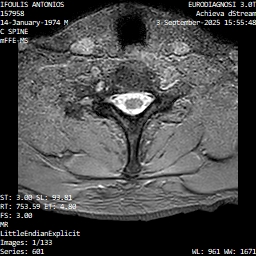 IFOULIS ANTONIOS
EURODIAGNOSI 3.0T
157958
Achieva dStream
14-January-1974 M
3-September-2025 15:55:48
C SPINE
mFFE-MS
ST: 3.00 SL: 93.81
RT: 753.59 ET: 4.80
FS: 3.00
MR
LittleEndianExplicit
Images: 1/133
Series: 601
WL: 961 WW: 1671